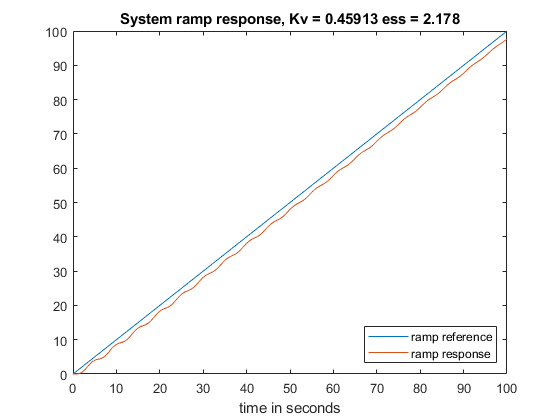 System ramp response, Kv = 0.45913 ess = 2.178
100
90
80
70
60
50
40
30
20
10
0
0 10 20 30 40 50 60 70 80 90 100
time in seconds
ramp reference
ramp response